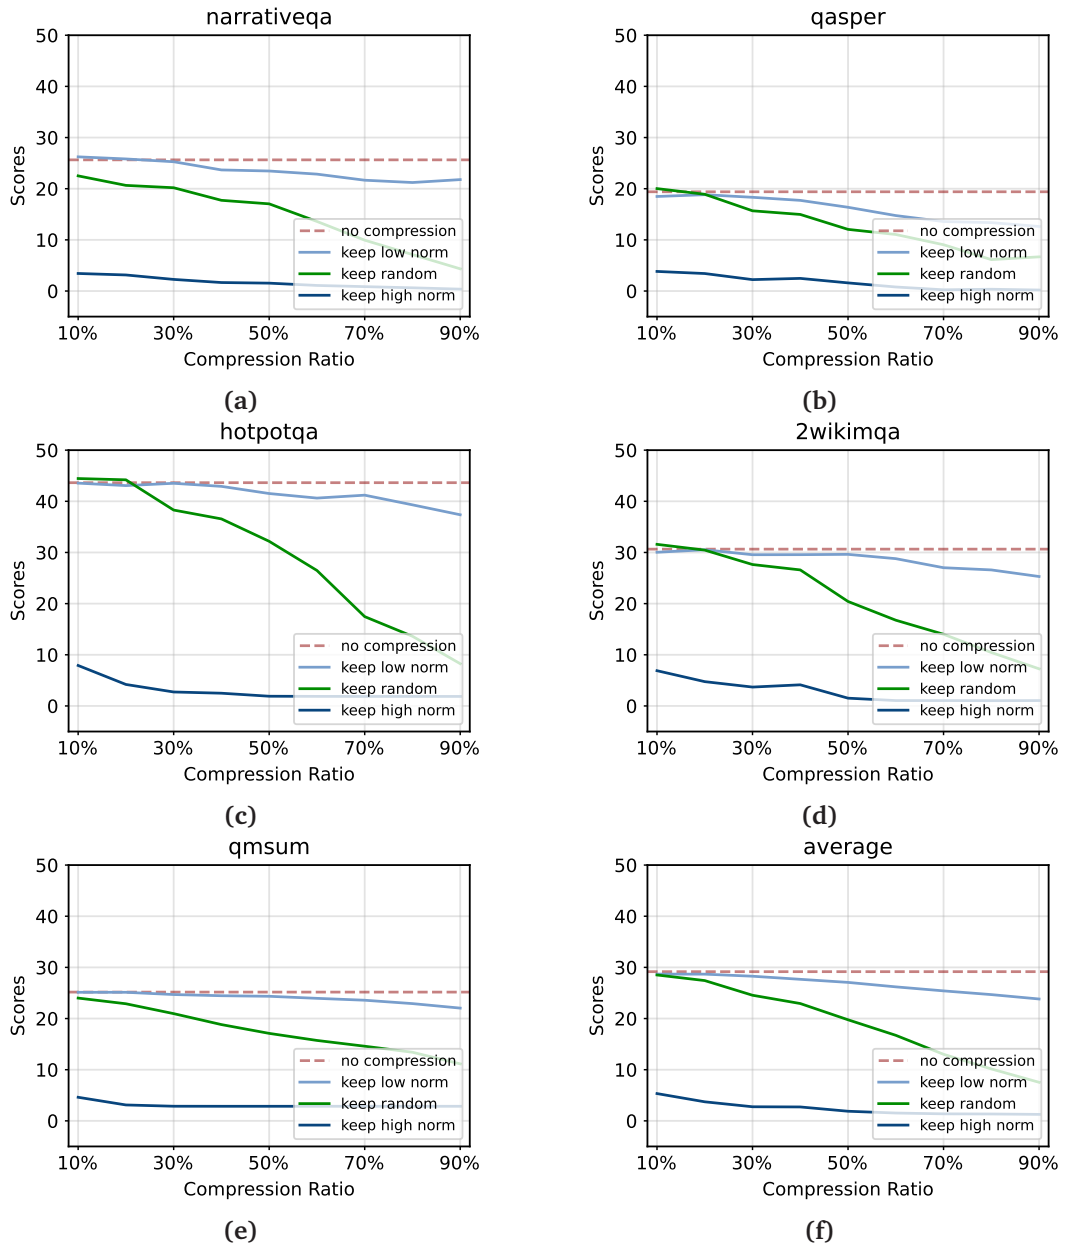 narrativeqa
50
40
30
20
10
0
Scores
no compression
keep low norm
keep random
keep high norm
10% 30% 50% 70% 90%
Compression Ratio
(a)
qasper
50
40
30
20
10
0
Scores
no compression
keep low norm
keep random
keep high norm
10% 30% 50% 70% 90%
Compression Ratio
(b)
hotpotqa
50
40
30
20
10
0
Scores
no compression
keep low norm
keep random
keep high norm
10% 30% 50% 70% 90%
Compression Ratio
(c)
2wikimqa
50
40
30
20
10
0
Scores
no compression
keep low norm
keep random
keep high norm
10% 30% 50% 70% 90%
Compression Ratio
(d)
qmsum
50
40
30
20
10
0
Scores
no compression
keep low norm
keep random
keep high norm
10% 30% 50% 70% 90%
Compression Ratio
(e)
average
50
40
30
20
10
0
Scores
no compression
keep low norm
keep random
keep high norm
10% 30% 50% 70% 90%
Compression Ratio
(f)